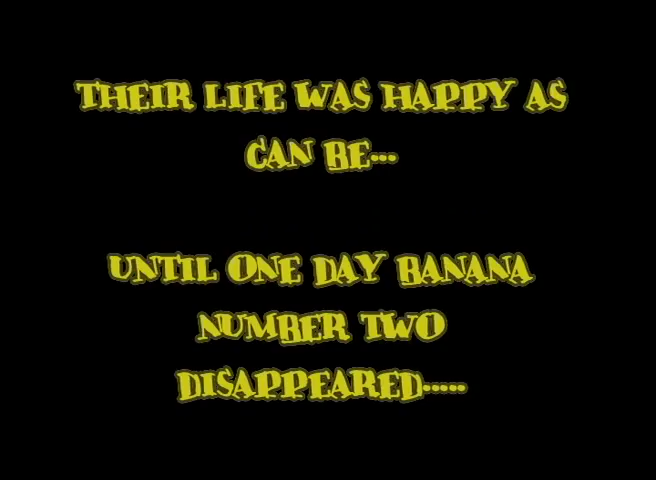 THEIR LIFE WAS HAPPY AS
CAN BE...
UNTIL ONE DAY BANANA
NUMBER TWO
DISAPPEARED.....